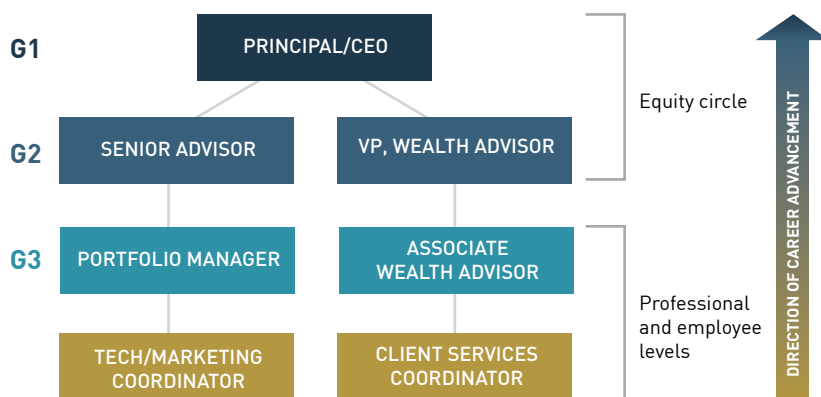 G1
PRINCIPAL/CEO
Equity circle
G2
SENIOR ADVISOR
VP, WEALTH ADVISOR
G3
PORTFOLIO MANAGER
ASSOCIATE
WEALTH ADVISOR
Professional
and employee
levels
TECH/MARKETING
COORDINATOR
CLIENT SERVICES
COORDINATOR
DIRECTION OF CAREER ADVANCEMENT